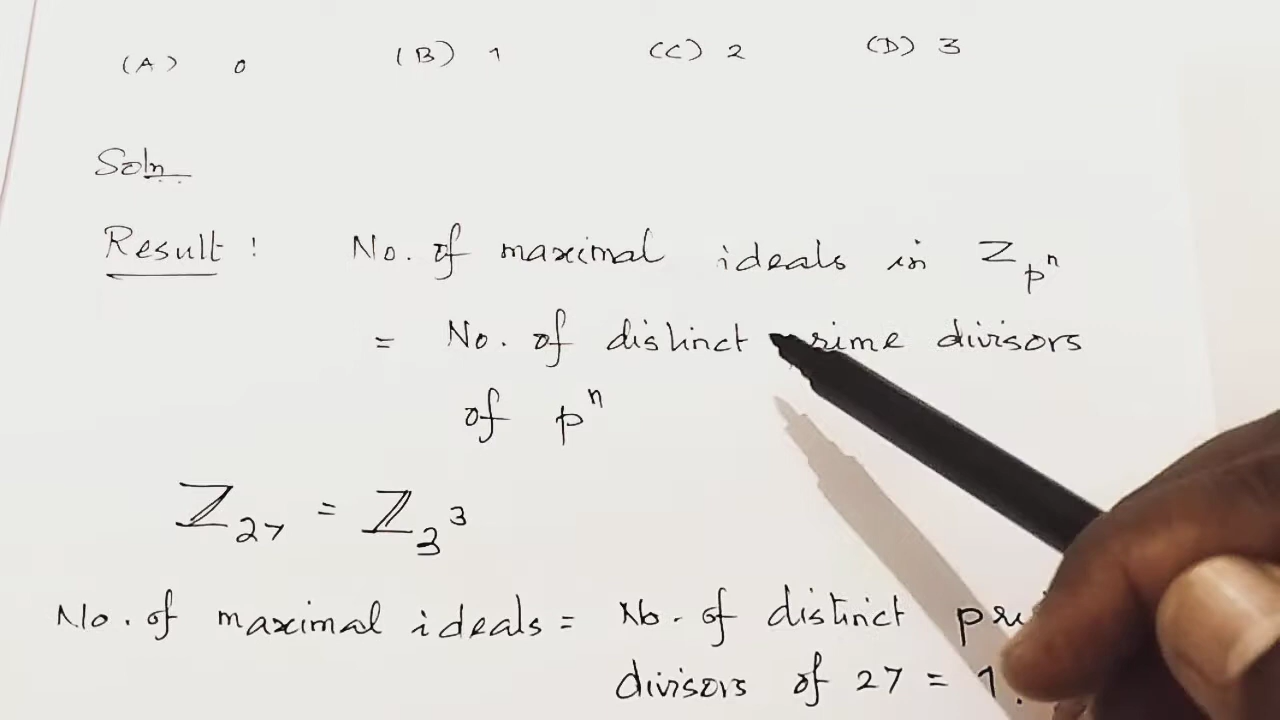 (A) 0 (B) 1 (C) 2 (D) 3
Soln
Result : No. of maximal ideals in Z_{p^n}
= No. of distinct prime divisors
of p^n
ℤ_{27} = ℤ_{3^3}
No. of maximal ideals = No. of distinct
divisors of 27 = 1.